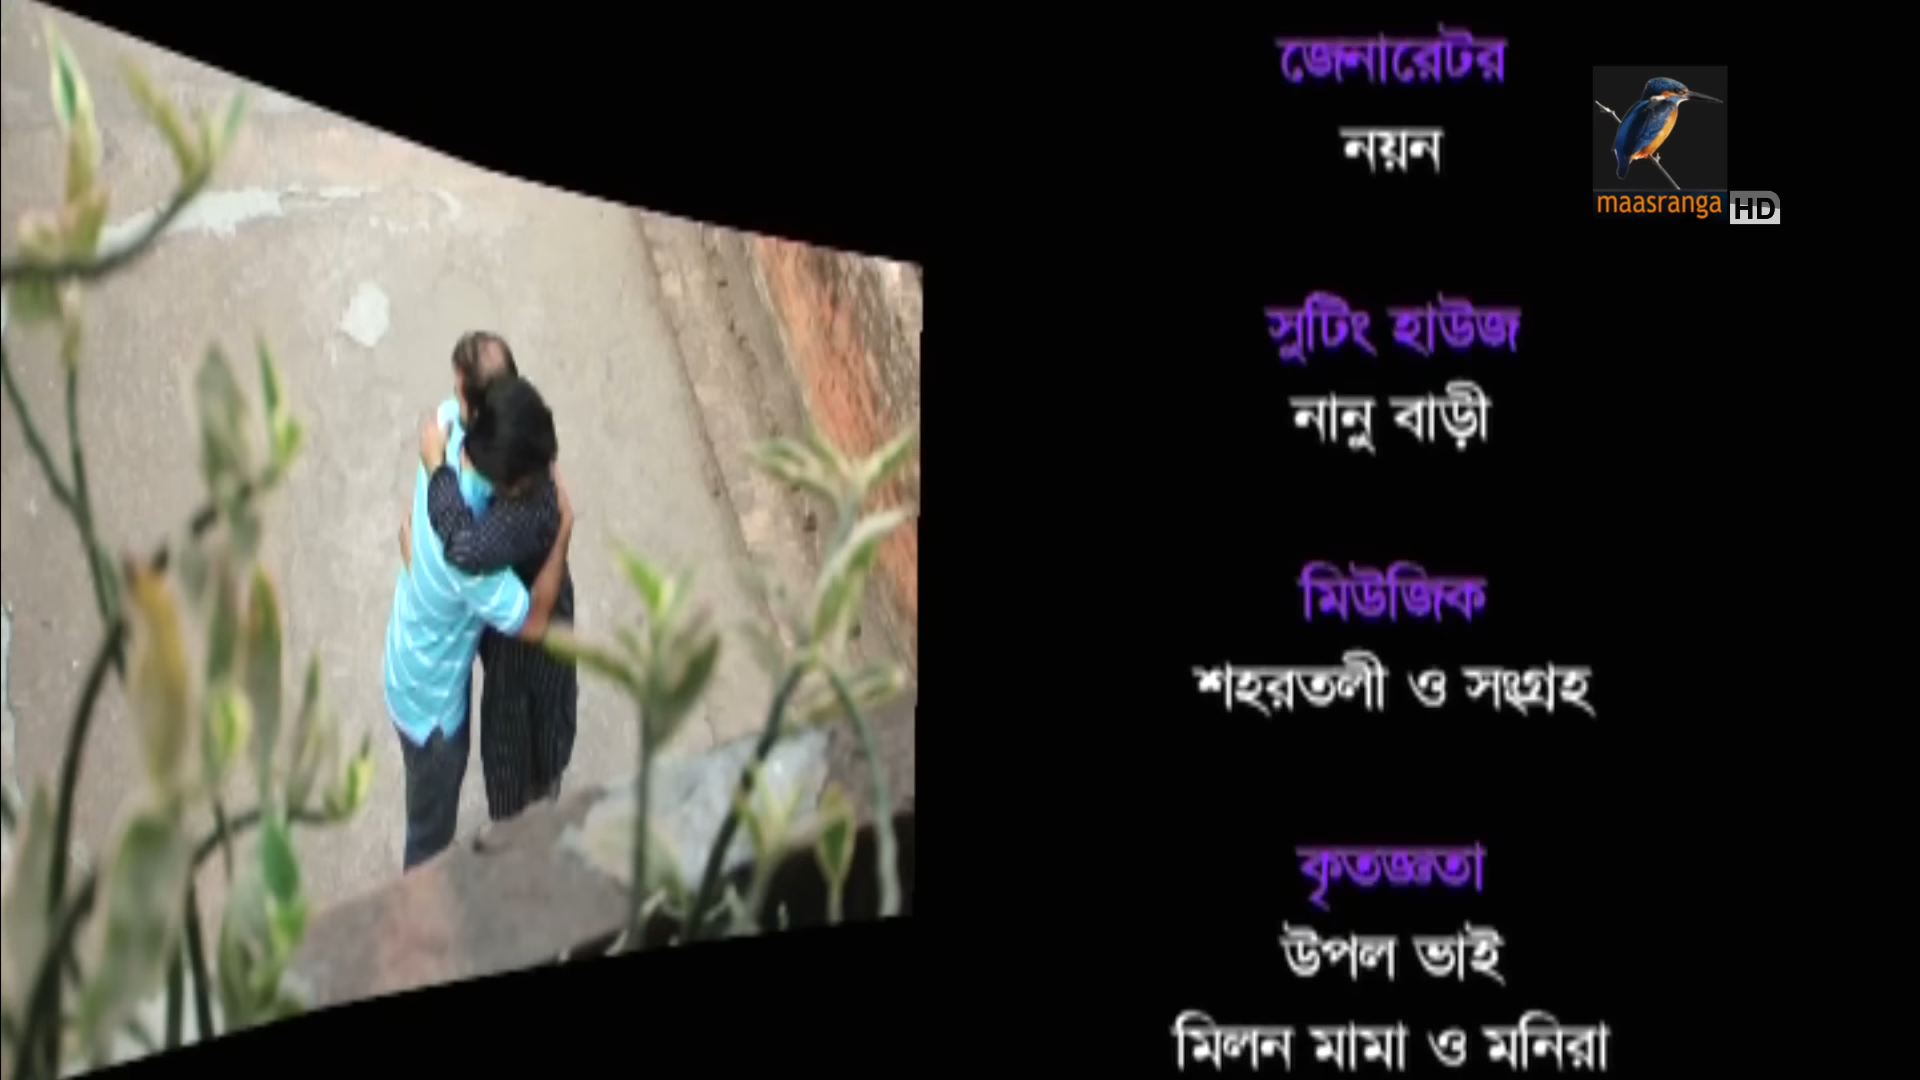 জেনারেটর
নয়ন
maasranga HD
সুটিং হাউজ
নানু বাড়ী
মিউজিক
শহরতলী ও সংগ্রহ
কৃতজ্ঞতা
উপল ভাই
মিলন মামা ও মনিরা